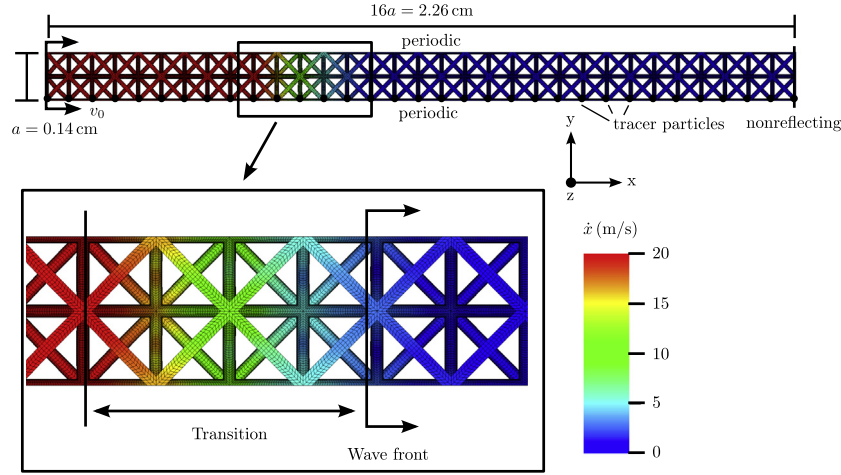 16a = 2.26 cm
periodic
v₀
periodic
a = 0.14 cm
tracer particles
nonreflecting
y
x
z
ẋ (m/s)
20
15
10
5
0
Transition
Wave front